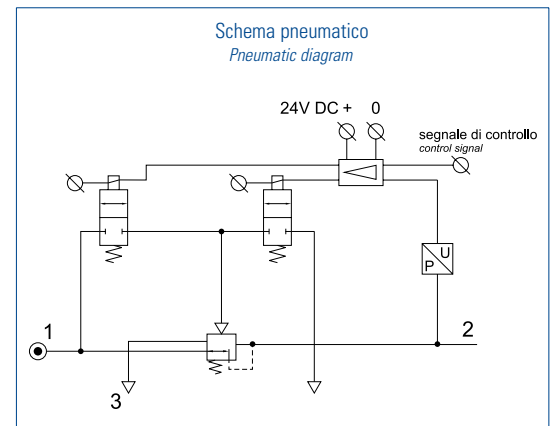 Schema pneumatico
Pneumatic diagram
24V DC + 0
segnale di controllo
control signal
U
P
1
2
3